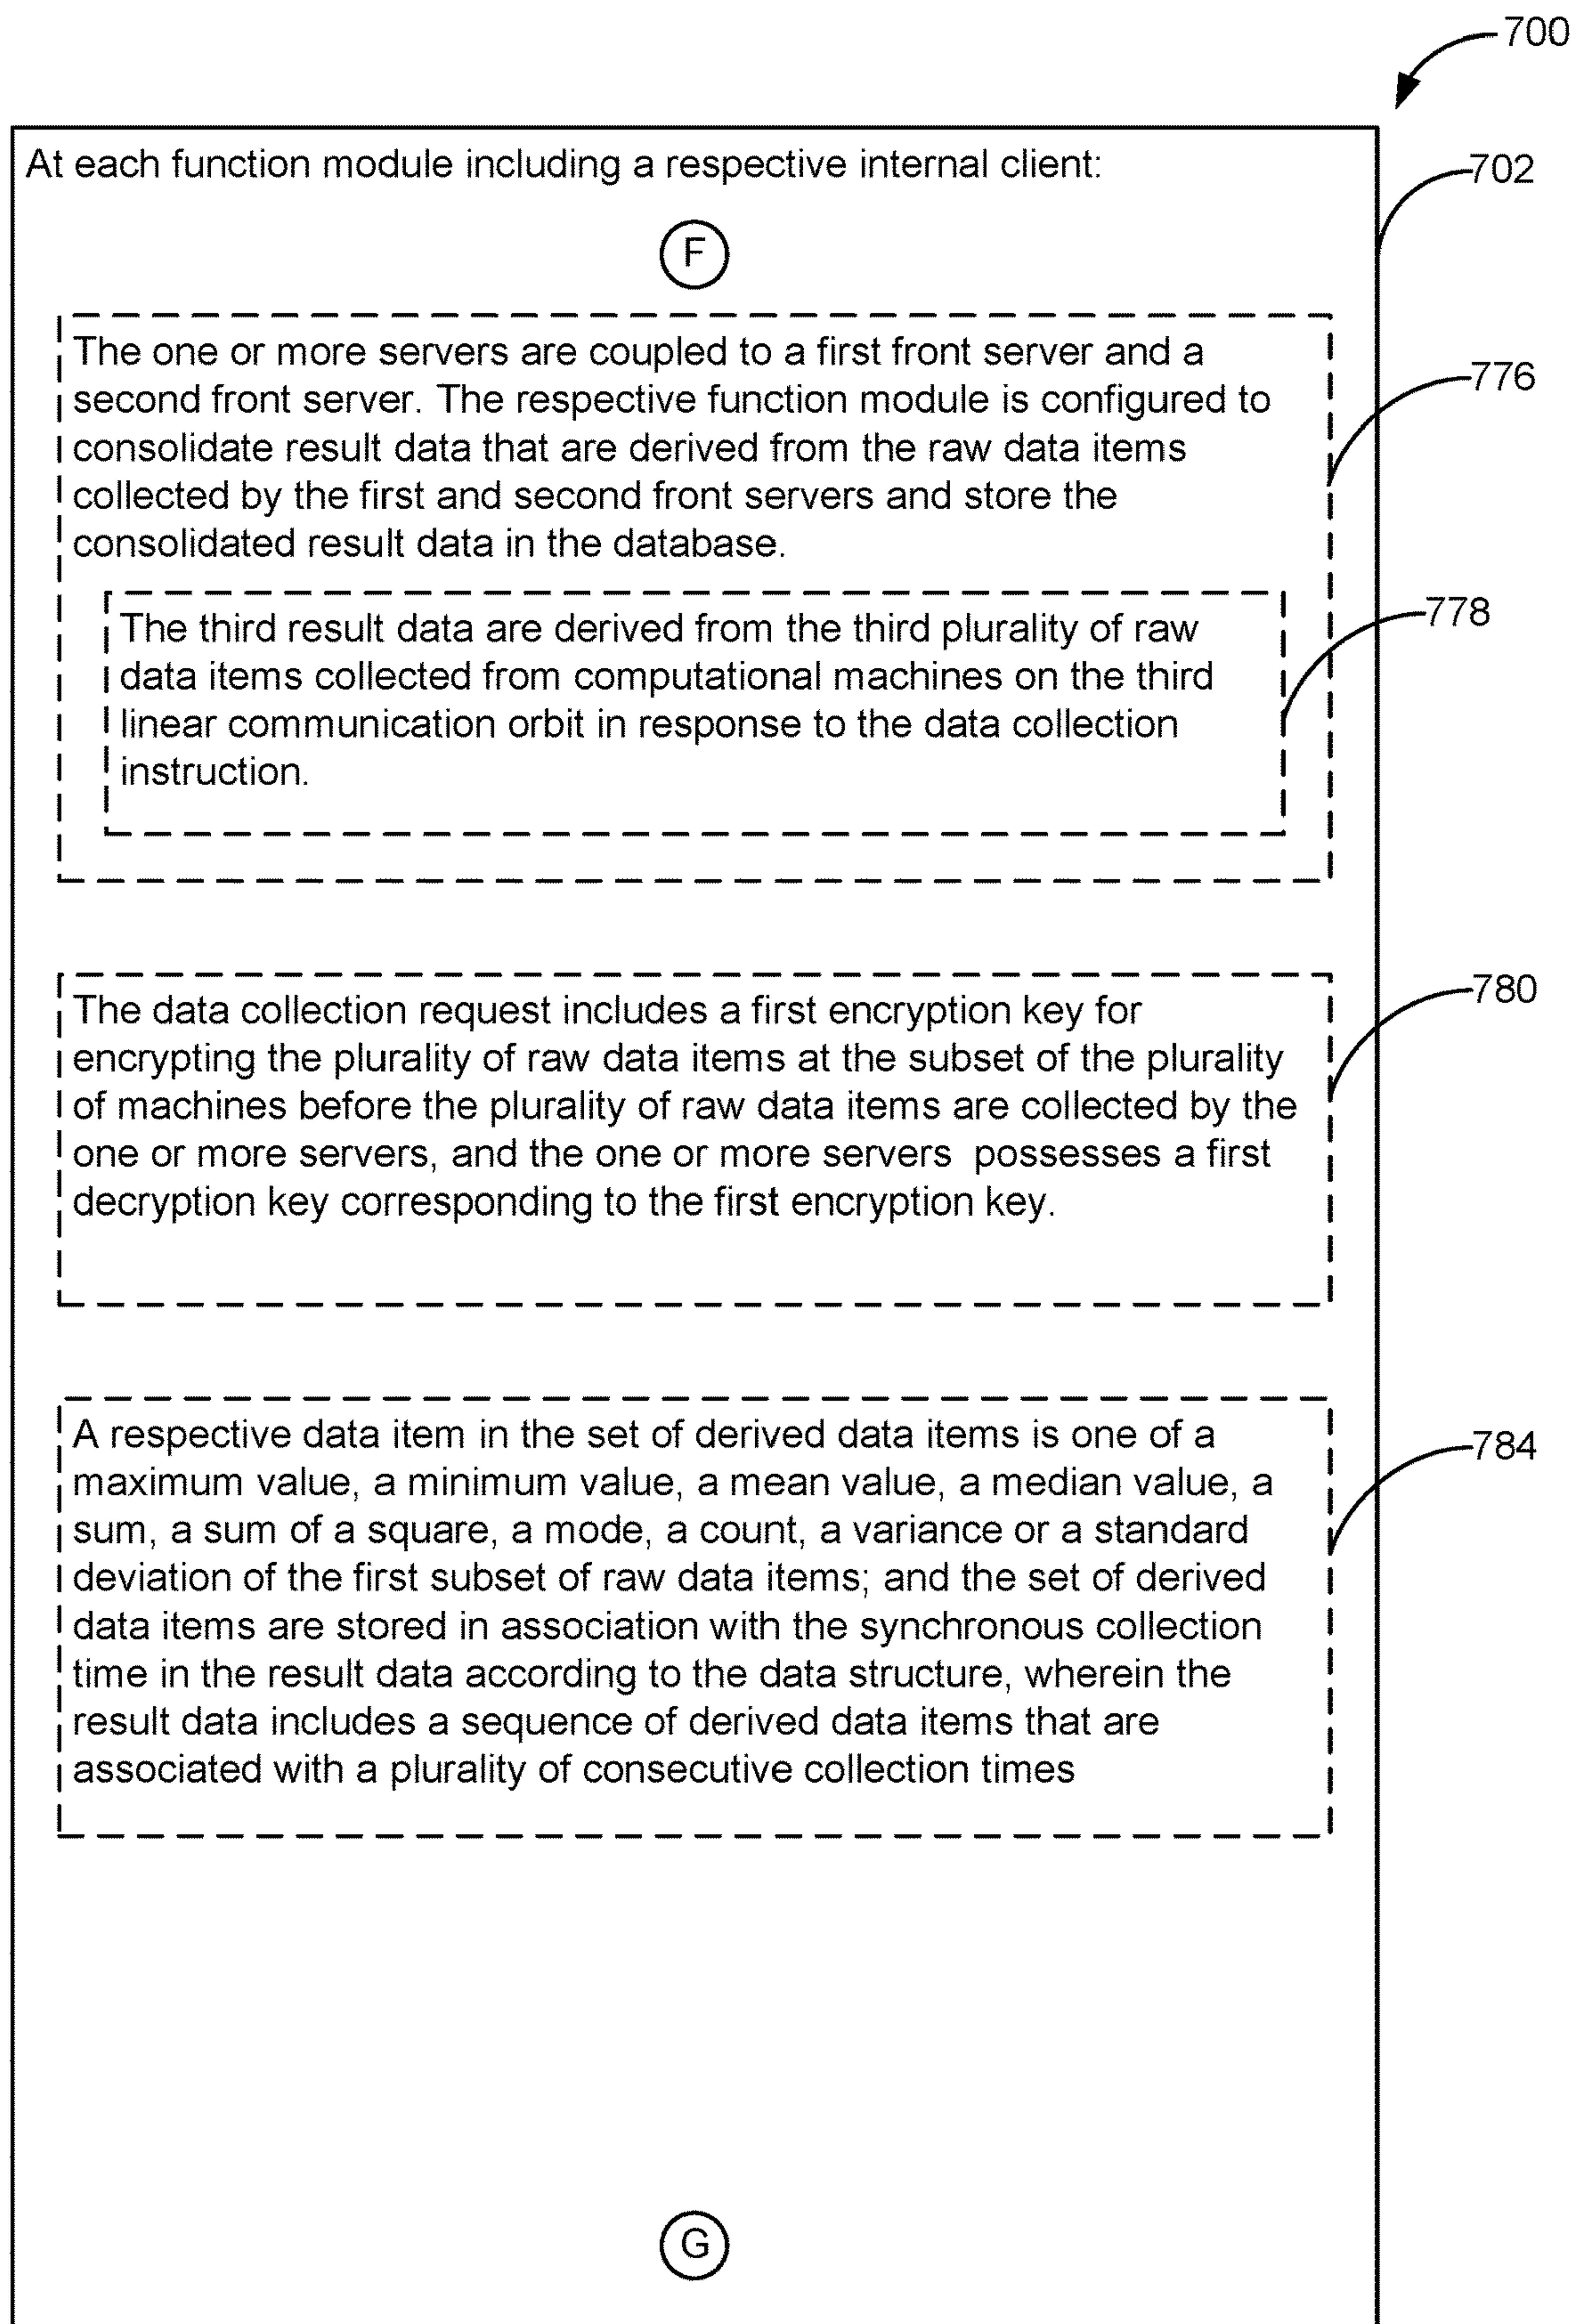 700
At each function module including a respective internal client:
702
F
The one or more servers are coupled to a first front server and a
second front server. The respective function module is configured to
776
consolidate result data that are derived from the raw data items
collected by the first and second front servers and store the
consolidated result data in the database.
778
The third result data are derived from the third plurality of raw
data items collected from computational machines on the third
linear communication orbit in response to the data collection
instruction.
780
The data collection request includes a first encryption key for
encrypting the plurality of raw data items at the subset of the plurality
of machines before the plurality of raw data items are collected by the
one or more servers, and the one or more servers  possesses a first
decryption key corresponding to the first encryption key.
A respective data item in the set of derived data items is one of a
784
maximum value, a minimum value, a mean value, a median value, a
sum, a sum of a square, a mode, a count, a variance or a standard
deviation of the first subset of raw data items; and the set of derived
data items are stored in association with the synchronous collection
time in the result data according to the data structure, wherein the
result data includes a sequence of derived data items that are
associated with a plurality of consecutive collection times
G